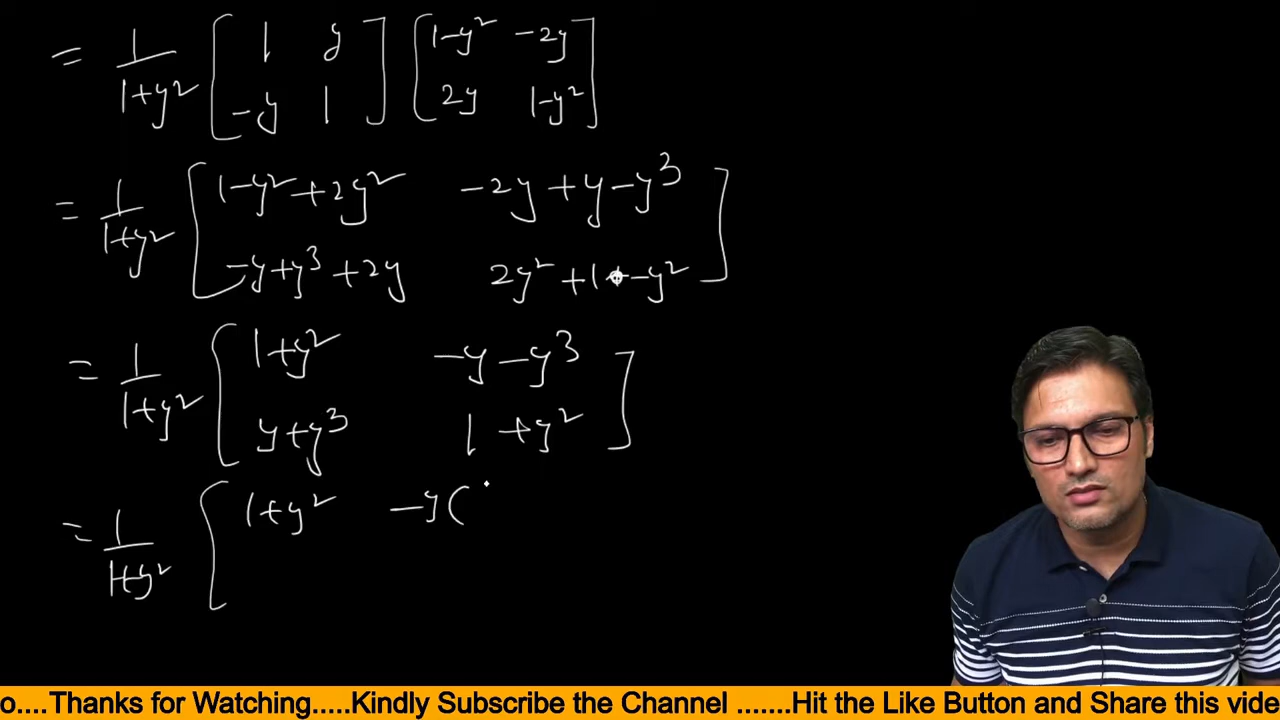 = 1/(1+y²) [1 y; -y 1] [1-y² -2y; 2y 1-y²]
= 1/(1+y²) [1-y²+2y² -2y+y-y³; -y+y³+2y 2y²+1-y²]
= 1/(1+y²) [1+y² -y-y³; y+y³ 1+y²]
= 1/(1+y²) [1+y² -y(
o....Thanks for Watching.....Kindly Subscribe the Channel .......Hit the Like Button and Share this vide